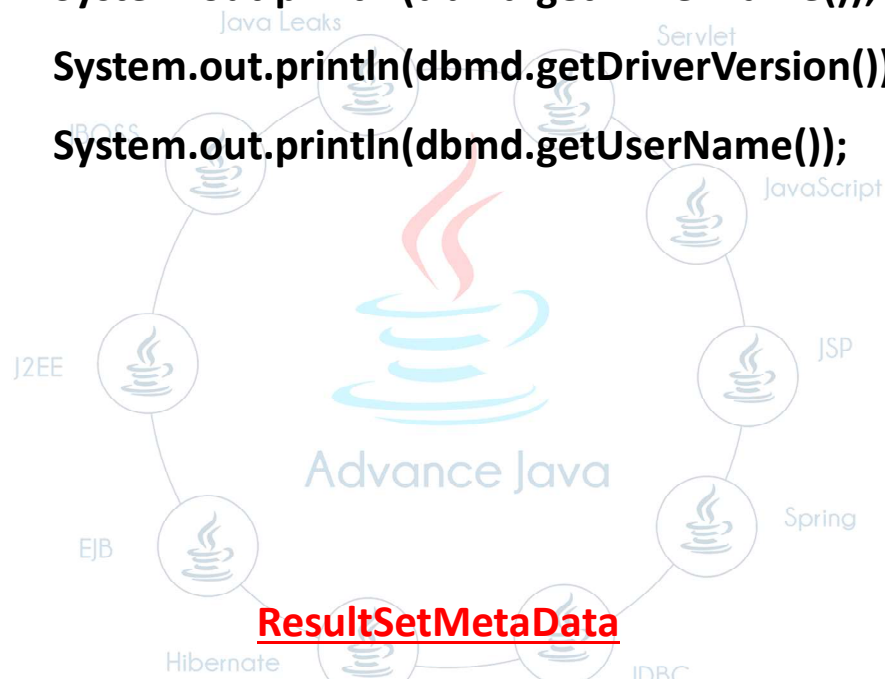 Java Leaks
Servlet
System.out.println(dbmd.getDriverVersion())
JBOSS
System.out.println(dbmd.getUserName());
JavaScript
J2EE
JSP
Advance Java
Spring
EJB
ResultSetMetaData
Hibernate
JDBC